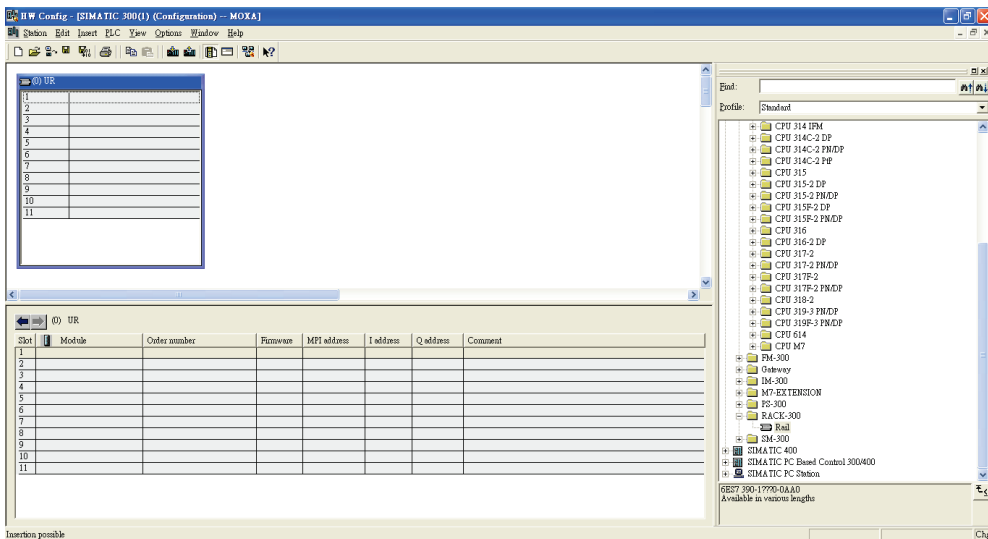 HW Config - [SIMATIC 300(1) (Configuration) -- MOXA]
Station Edit Insert PLC View Options Window Help
(0) UR
1
2
3
4
5
6
7
8
9
10
11
(0) UR
Slot Module Order number Firmware MPI address I address Q address Comment
1
2
3
4
5
6
7
8
9
10
11
Find:
Profile: Standard
CPU 314 IFM
CPU 314C-2 DP
CPU 314C-2 PN/DP
CPU 314C-2 PtP
CPU 315
CPU 315-2 DP
CPU 315-2 PN/DP
CPU 315F-2 DP
CPU 315F-2 PN/DP
CPU 316
CPU 316-2 DP
CPU 317-2
CPU 317-2 PN/DP
CPU 317F-2
CPU 317F-2 PN/DP
CPU 318-2
CPU 319-3 PN/DP
CPU 319F-3 PN/DP
CPU 614
CPU M7
FM-300
Gateway
IM-300
M7-EXTENSION
PS-300
RACK-300
Rail
SM-300
SIMATIC 400
SIMATIC PC Based Control 300/400
SIMATIC PC Station
6ES7 390-1???0-0AA0
Available in various lengths
Insertion possible
Chg